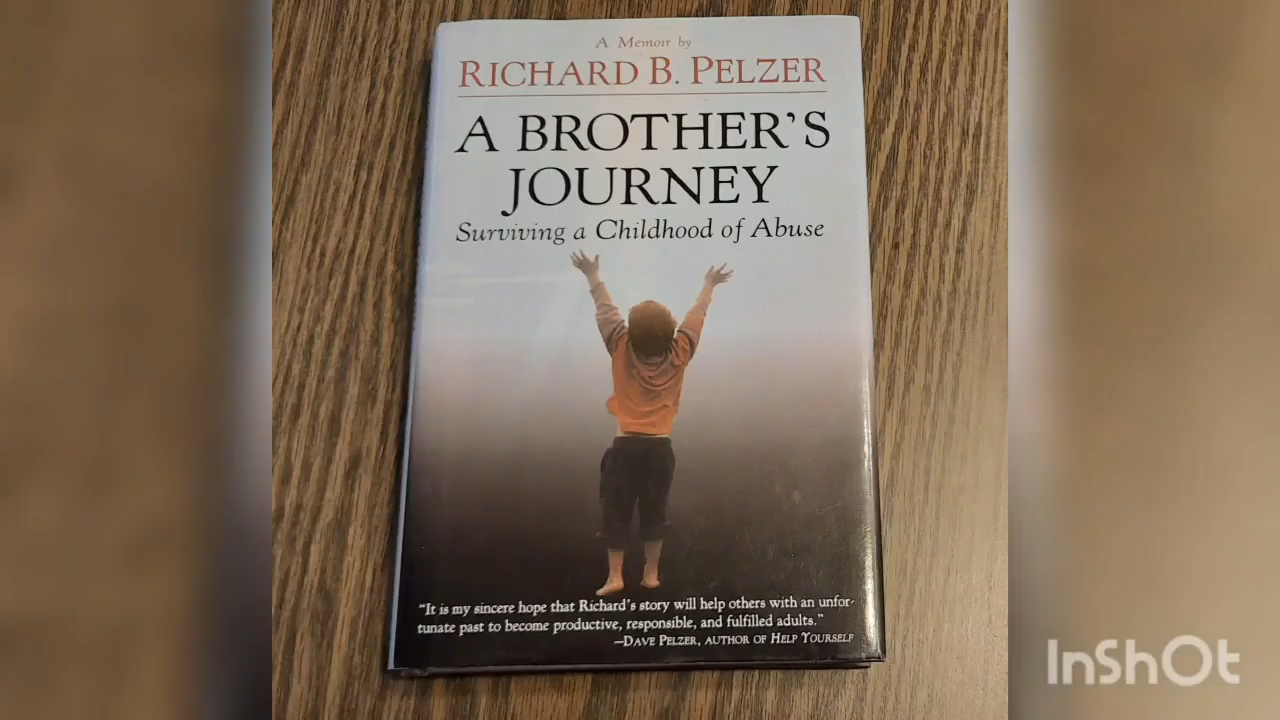 A Memoir by
RICHARD B. PELZER
A BROTHER'S
JOURNEY
Surviving a Childhood of Abuse
"It is my sincere hope that Richard's story will help others with an unfor-
tunate past to become productive, responsible, and fulfilled adults."
—DAVE PELZER, AUTHOR OF HELP YOURSELF
InShOt